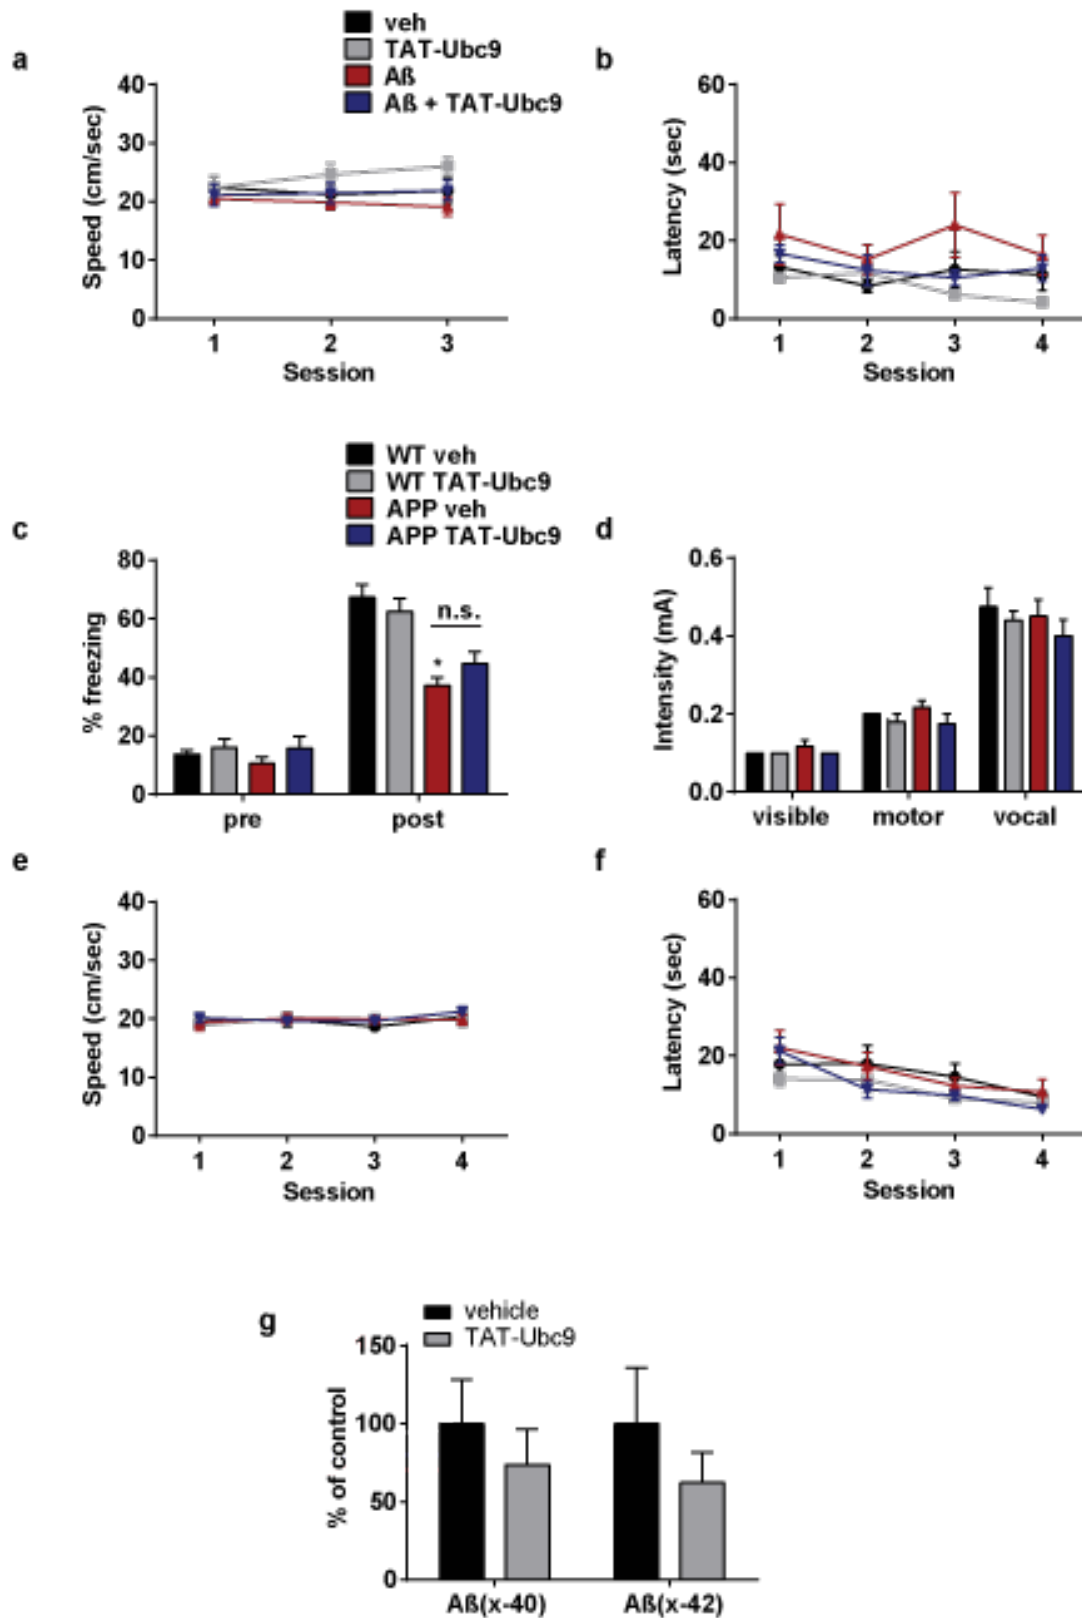 a
veh
TAT-Ubc9
Aß
Aß + TAT-Ubc9
Speed (cm/sec)
40
30
20
10
0
1 2 3
Session
b
Latency (sec)
60
40
20
0
1 2 3 4
Session
c
WT veh
WT TAT-Ubc9
APP veh
APP TAT-Ubc9
% freezing
80
60
40
20
0
n.s.
*
pre post
d
Intensity (mA)
0.6
0.4
0.2
0.0
visible motor vocal
e
Speed (cm/sec)
40
30
20
10
0
1 2 3 4
Session
f
Latency (sec)
60
40
20
0
1 2 3 4
Session
g
vehicle
TAT-Ubc9
% of control
150
100
50
0
Aß(x-40) Aß(x-42)